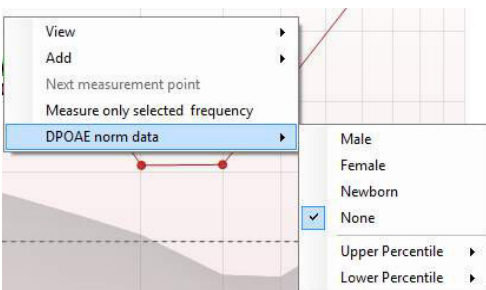 View
Add
Next measurement point
Measure only selected frequency
DPOAE norm data
Male
Female
Newborn
None
Upper Percentile
Lower Percentile